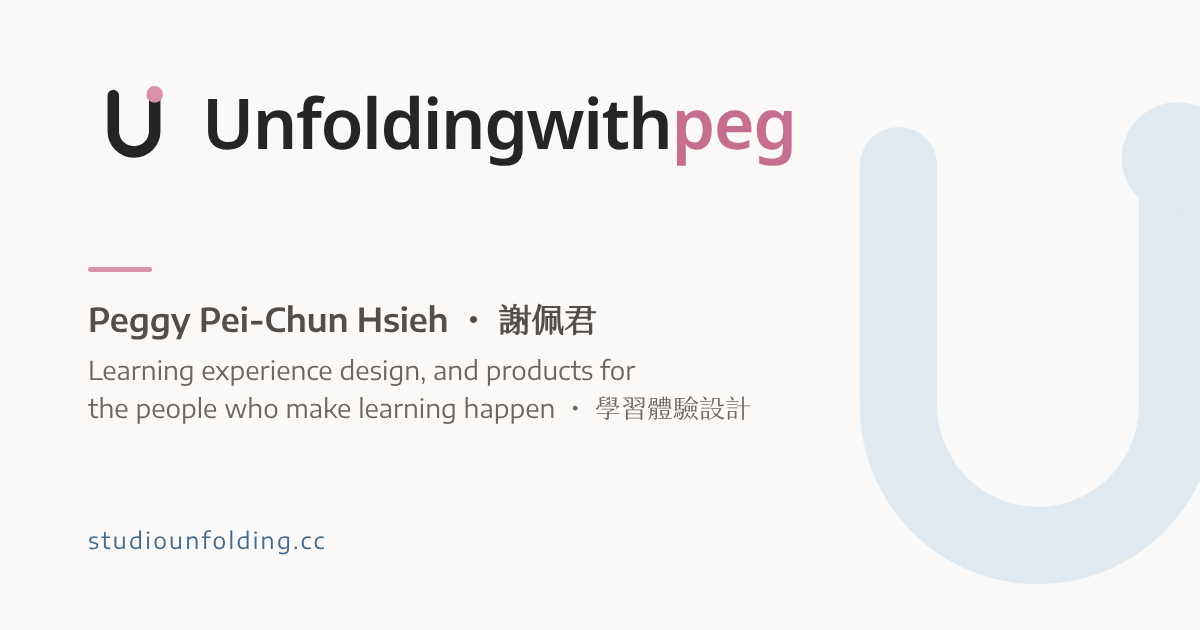 Unfoldingwithpeg
Peggy Pei-Chun Hsieh · 謝佩君
Learning experience design, and products for
the people who make learning happen · 學習體驗設計
studiounfolding.cc